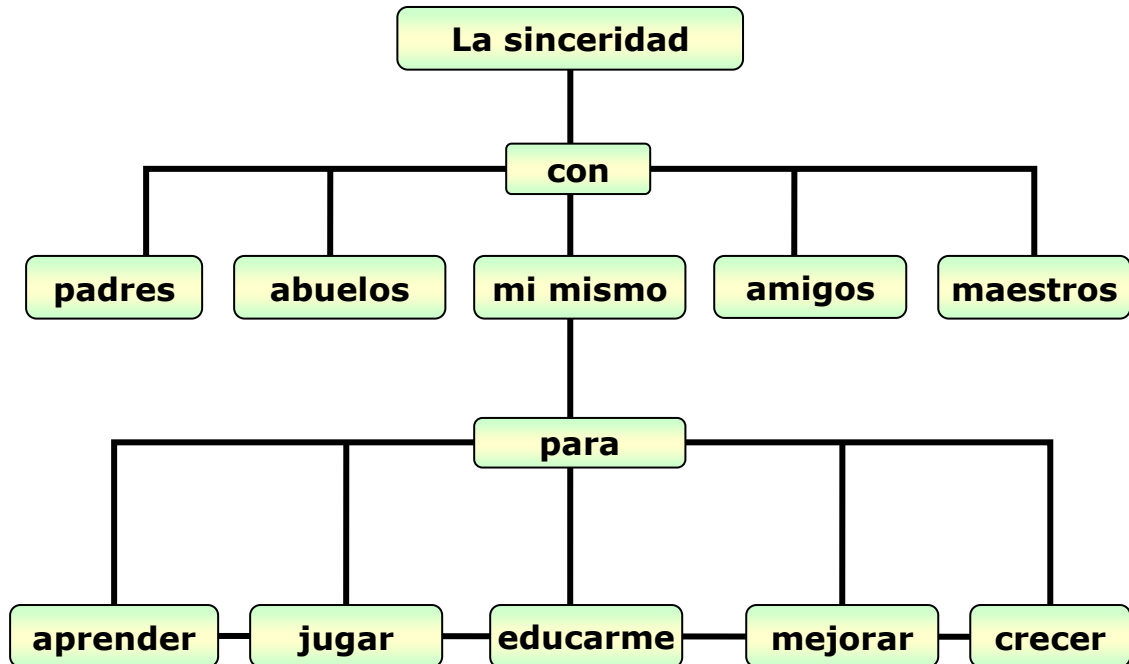 La sinceridad
con
padres
abuelos
mi mismo
amigos
maestros
para
aprender
jugar
educarme
mejorar
crecer